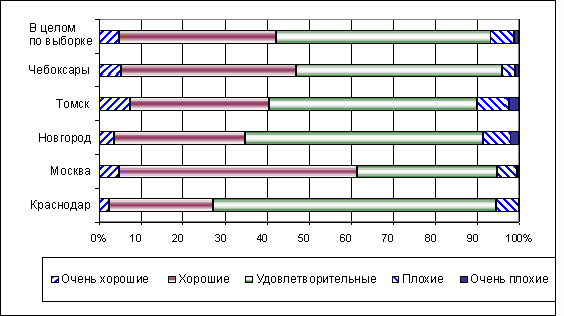 В целом
по выборке
Чебоксары
Томск
Новгород
Москва
Краснодар
0% 10 20 30 40 50 60 70 80 90 100%
Очень хорошие Хорошие Удовлетворительные Плохие Очень плохие